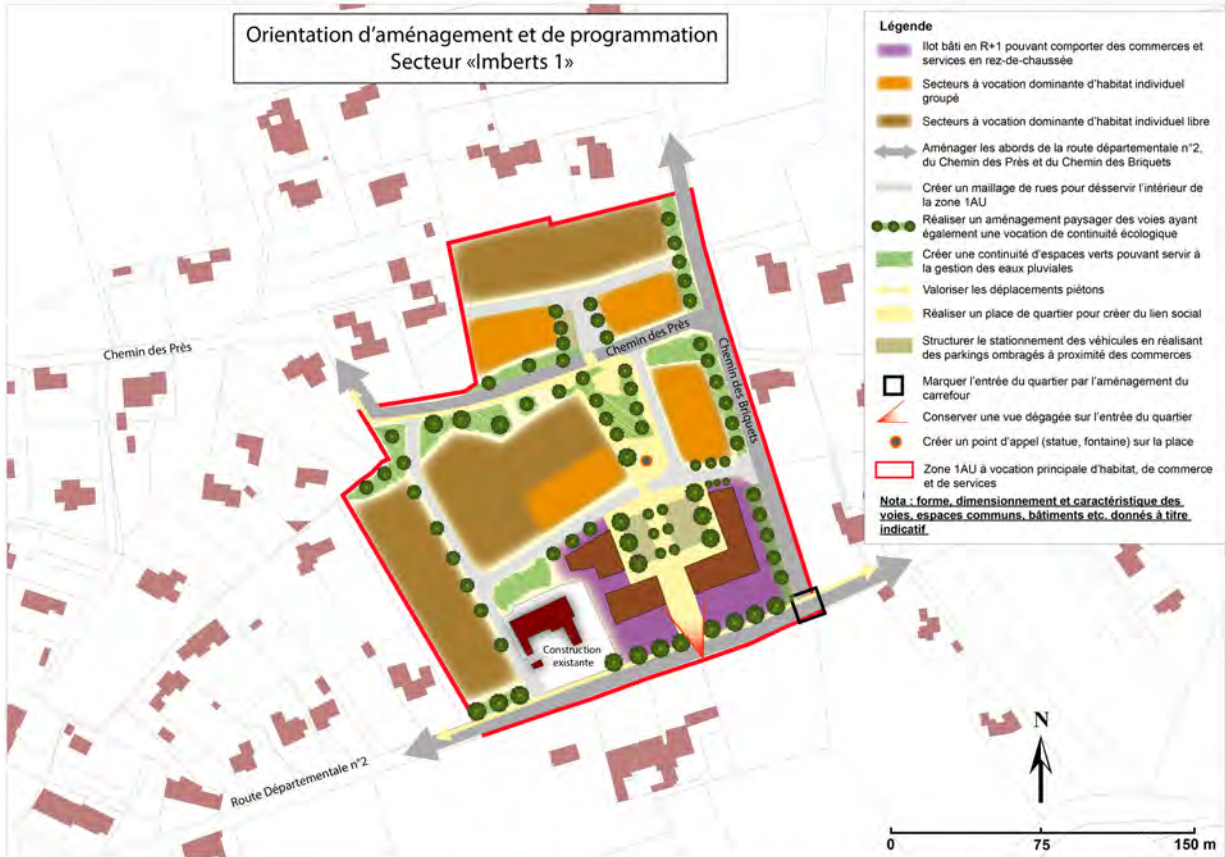 Orientation d'aménagement et de programmation
Secteur «Imberts 1»
Légende
Ilot bâti en R+1 pouvant comporter des commerces et
services en rez-de-chaussée
Secteurs à vocation dominante d'habitat individuel
groupé
Secteurs à vocation dominante d'habitat individuel libre
Aménager les abords de la route départementale n°2,
du Chemin des Près et du Chemin des Briquets
Créer un maillage de rues pour désservir l'intérieur de
la zone 1AU
Réaliser un aménagement paysager des voies ayant
également une vocation de continuité écologique
Créer une continuité d'espaces verts pouvant servir à
la gestion des eaux pluviales
Valoriser les déplacements piétons
Réaliser un place de quartier pour créer du lien social
Structurer le stationnement des véhicules en réalisant
des parkings ombragés à proximité des commerces
Marquer l'entrée du quartier par l'aménagement du
carrefour
Conserver une vue dégagée sur l'entrée du quartier
Créer un point d'appel (statue, fontaine) sur la place
Zone 1AU à vocation principale d'habitat, de commerce
et de services
Nota : forme, dimensionnement et caractéristique des
voies, espaces communs, bâtiments etc. donnés à titre
indicatif
Chemin des Près
Chemin des Près
Chemin des Briquets
Construction
existante
Route Départementale n°2
N
0 75 150 m